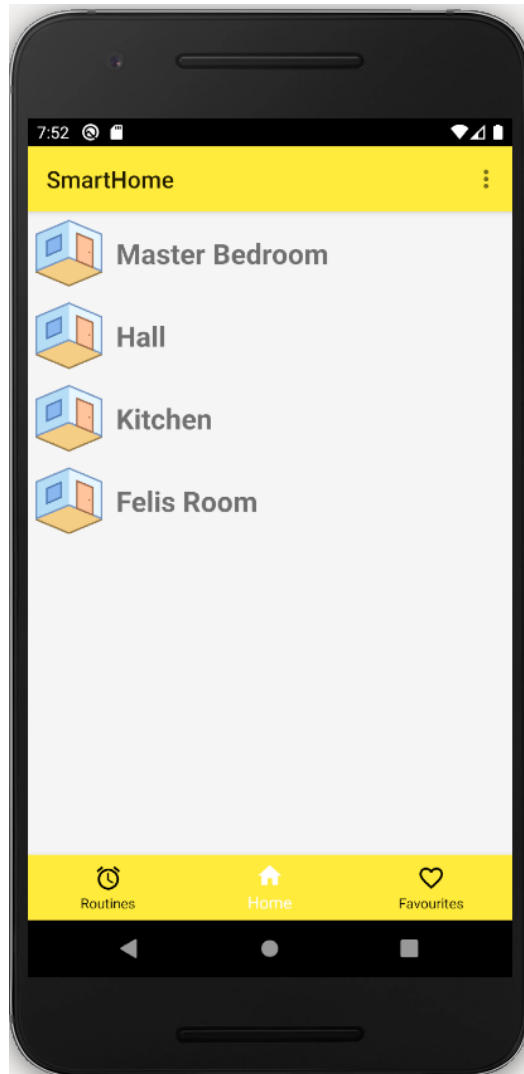 7:52
SmartHome
Master Bedroom
Hall
Kitchen
Felis Room
Routines
Home
Favourites